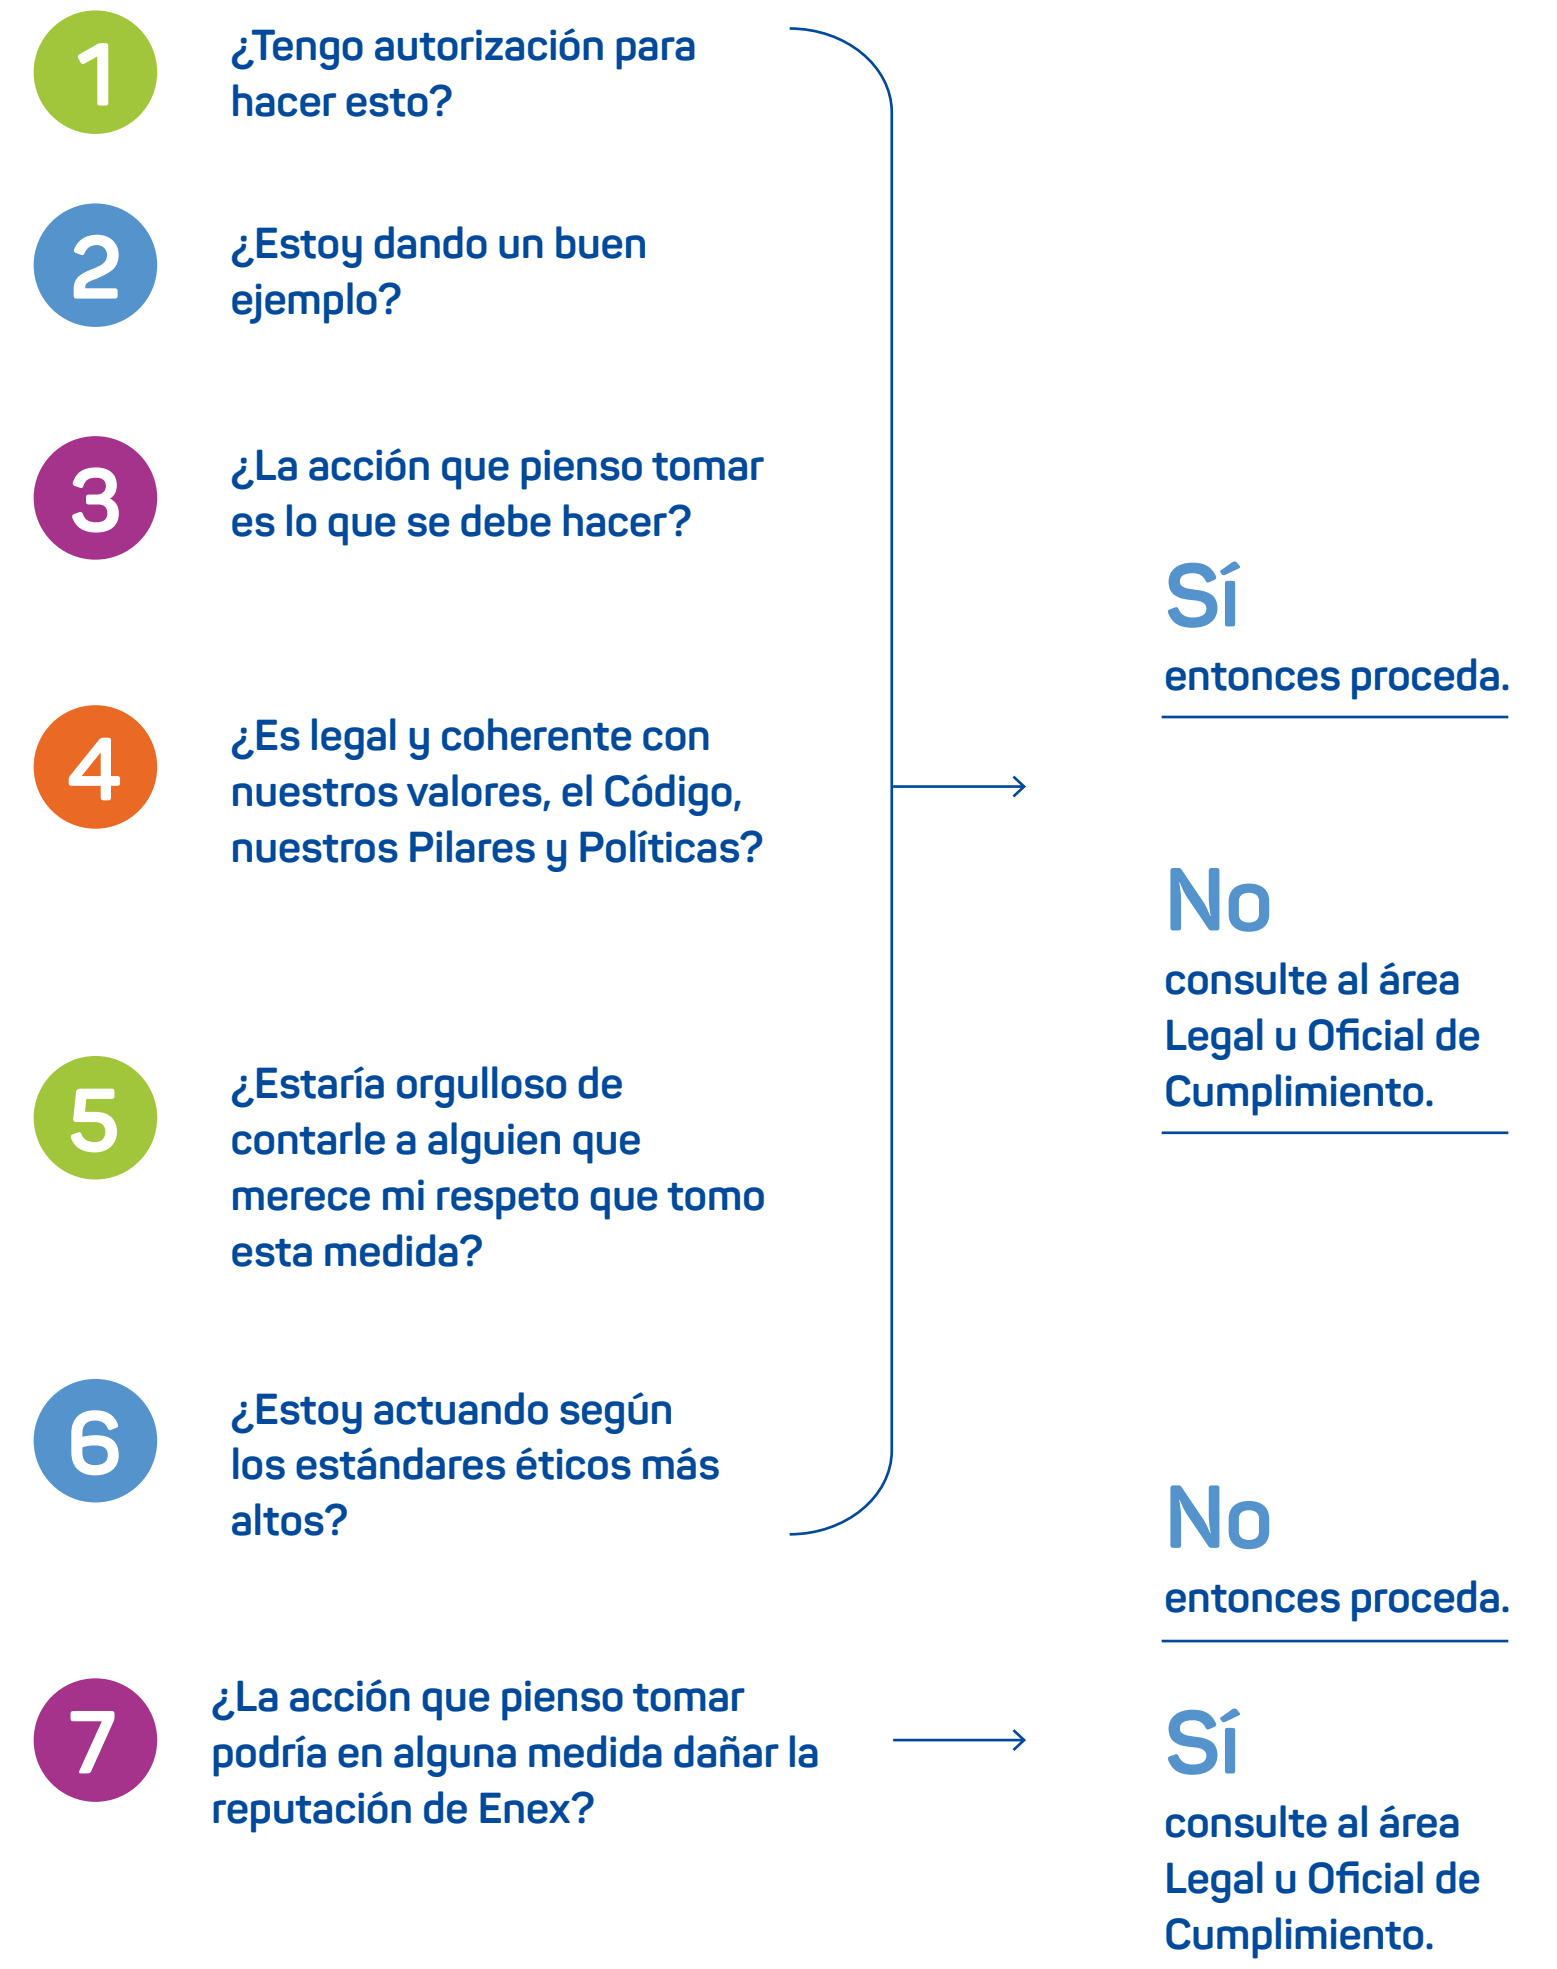 1
¿Tengo autorización para
hacer esto?
2
¿Estoy dando un buen
ejemplo?
3
¿La acción que pienso tomar
es lo que se debe hacer?
4
¿Es legal y coherente con
nuestros valores, el Código,
nuestros Pilares y Políticas?
5
¿Estaría orgulloso de
contarle a alguien que
merece mi respeto que tomo
esta medida?
6
¿Estoy actuando según
los estándares éticos más
altos?
Sí
entonces proceda.
No
consulte al área
Legal u Oficial de
Cumplimiento.
7
¿La acción que pienso tomar
podría en alguna medida dañar la
reputación de Enex?
No
entonces proceda.
Sí
consulte al área
Legal u Oficial de
Cumplimiento.